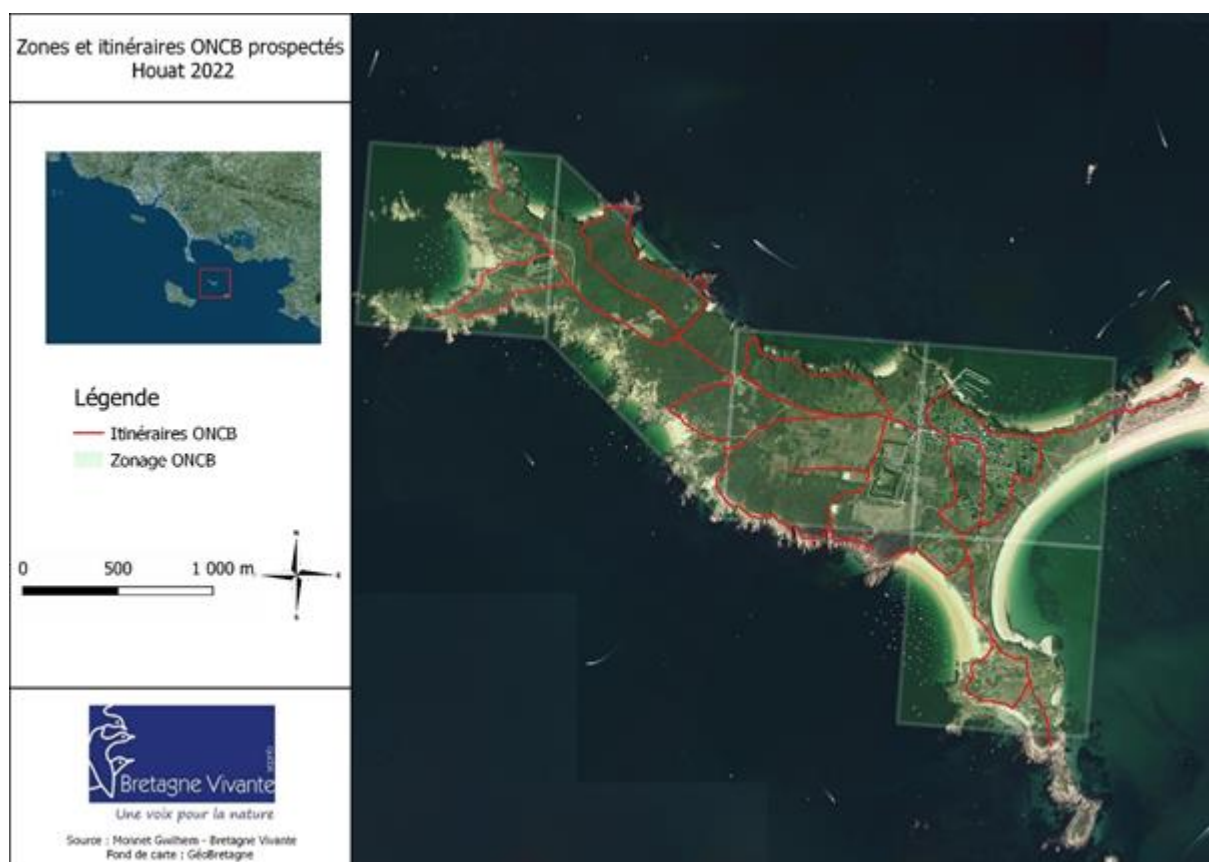 Zones et itinéraires ONCB prospectés
Houat 2022
Légende
Itinéraires ONCB
Zonage ONCB
0 500 1 000 m
N
Bretagne Vivante
Une voix pour la nature
Source : Monnet Gwilhem - Bretagne Vivante
Fond de carte : GéoBretagne